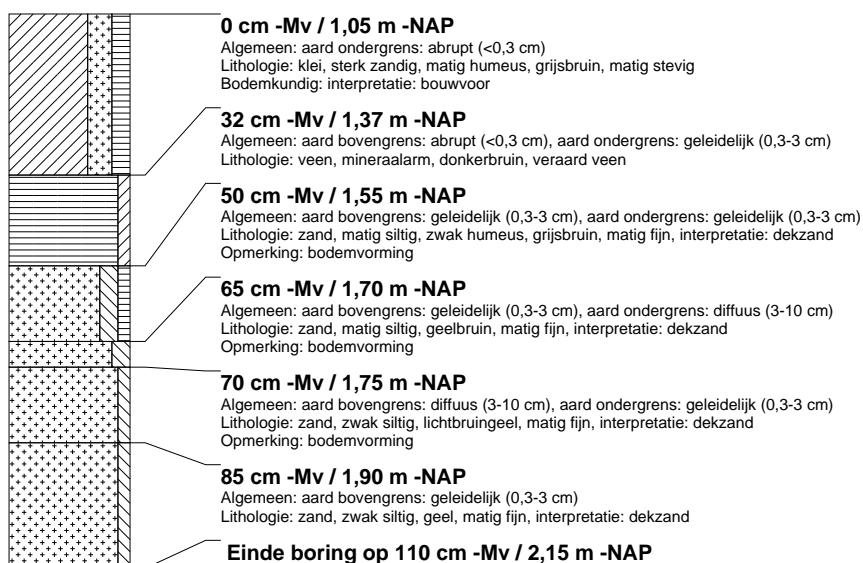 0 cm -Mv / 1,05 m -NAP
Algemeen: aard ondergrens: abrupt (<0,3 cm)
Lithologie: klei, sterk zandig, matig humeus, grijsbruin, matig stevig
Bodemkundig: interpretatie: bouwvoor
32 cm -Mv / 1,37 m -NAP
Algemeen: aard bovengrens: abrupt (<0,3 cm), aard ondergrens: geleidelijk (0,3-3 cm)
Lithologie: veen, mineraalarm, donkerbruin, veraard veen
50 cm -Mv / 1,55 m -NAP
Algemeen: aard bovengrens: geleidelijk (0,3-3 cm), aard ondergrens: geleidelijk (0,3-3 cm)
Lithologie: zand, matig siltig, zwak humeus, grijsbruin, matig fijn, interpretatie: dekzand
Opmerking: bodemvorming
65 cm -Mv / 1,70 m -NAP
Algemeen: aard bovengrens: geleidelijk (0,3-3 cm), aard ondergrens: diffuus (3-10 cm)
Lithologie: zand, matig siltig, geelbruin, matig fijn, interpretatie: dekzand
Opmerking: bodemvorming
70 cm -Mv / 1,75 m -NAP
Algemeen: aard bovengrens: diffuus (3-10 cm), aard ondergrens: geleidelijk (0,3-3 cm)
Lithologie: zand, zwak siltig, lichtbruingeel, matig fijn, interpretatie: dekzand
Opmerking: bodemvorming
85 cm -Mv / 1,90 m -NAP
Algemeen: aard bovengrens: geleidelijk (0,3-3 cm)
Lithologie: zand, zwak siltig, geel, matig fijn, interpretatie: dekzand
Einde boring op 110 cm -Mv / 2,15 m -NAP